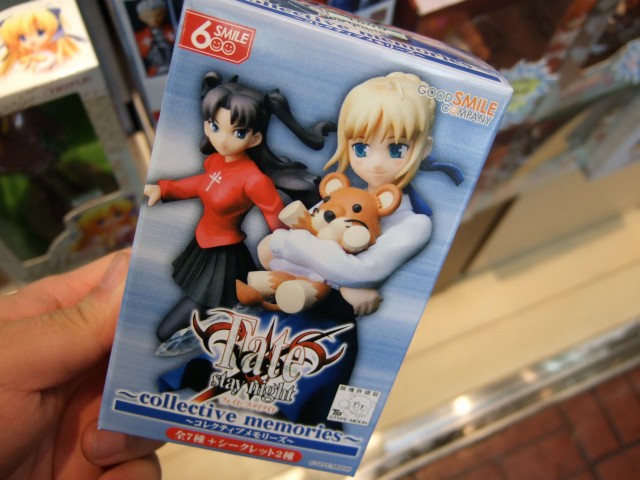 600 SMILE
GOOD SMILE
COMPANY
Fate
stay night
~collective memories~
~コレクティブメモリーズ~
全7種+シークレット2種